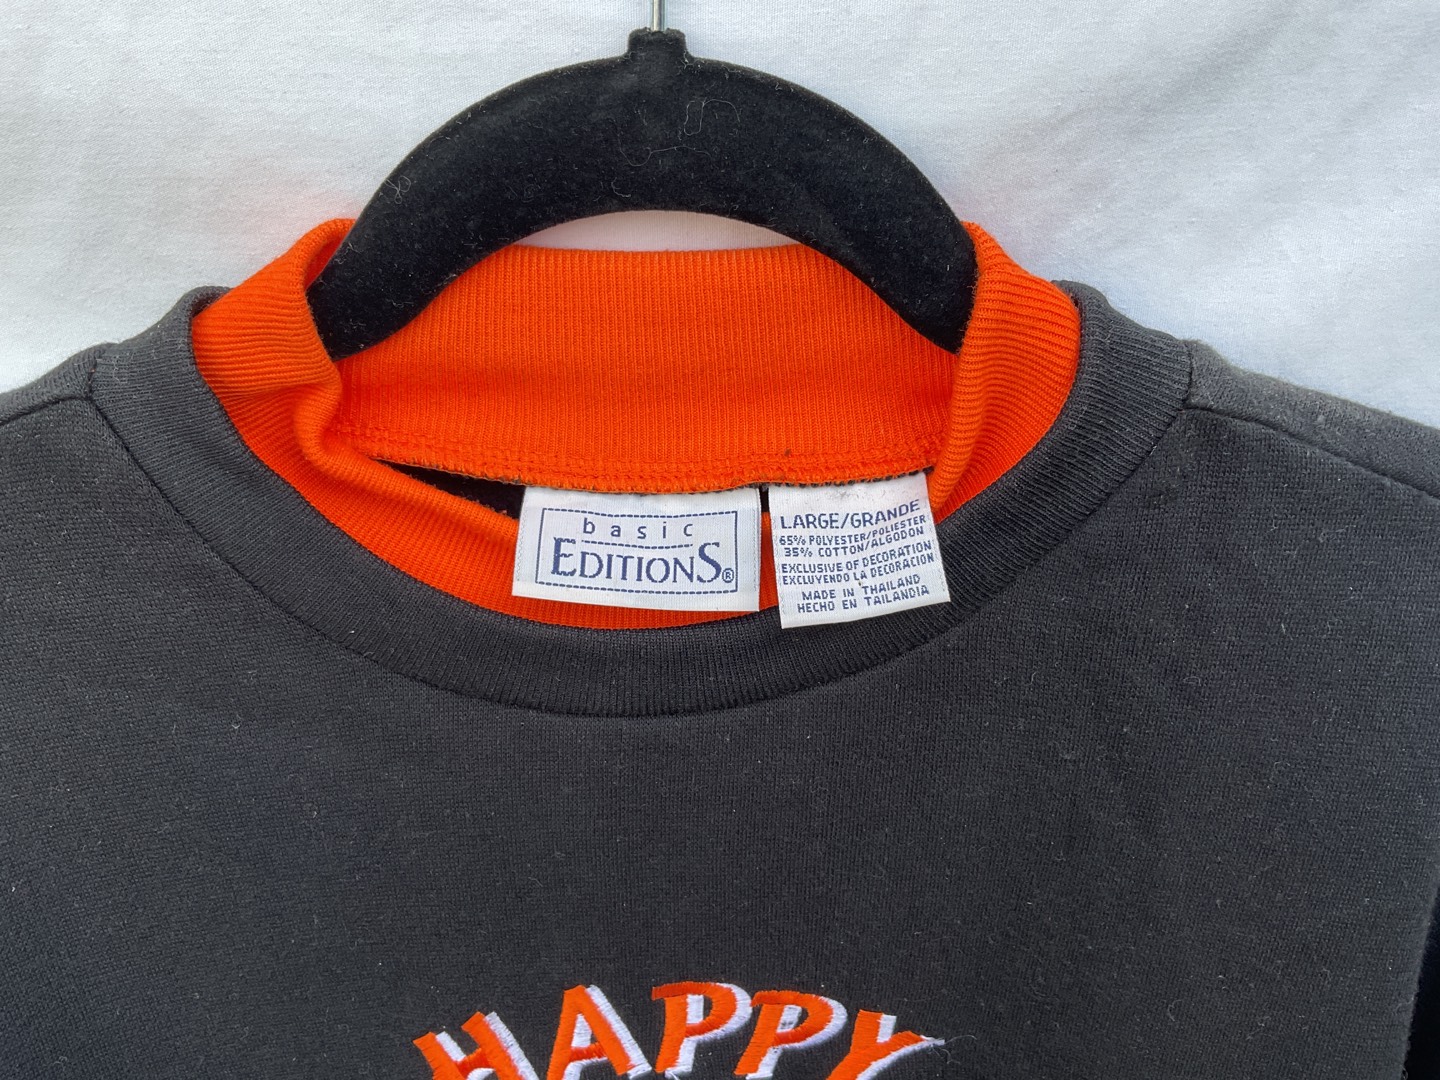 basic
EDITIONS®
LARGE/GRANDE
65% POLYESTER/POLIESTER
35% COTTON/ALGODON
EXCLUSIVE OF DECORATION
EXCLUYENDO LA DECORACION
MADE IN THAILAND
HECHO EN TAILANDIA
HAPPY